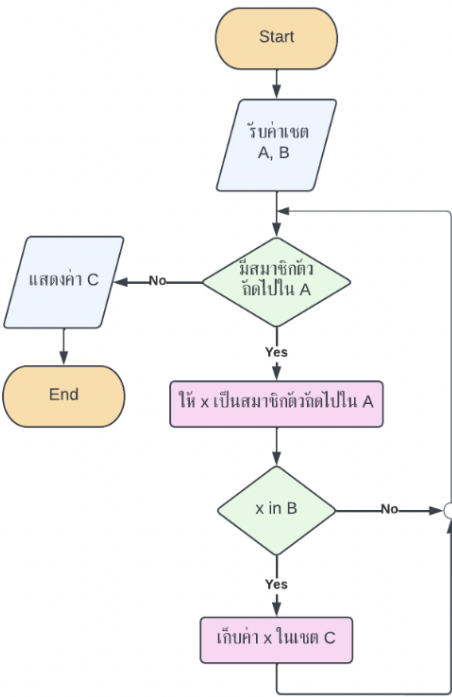 Start
รับค่าเซต
A, B
มีสมาชิกตัว
ถัดไปใน A
No
แสดงค่า C
End
Yes
ให้ x เป็นสมาชิกตัวถัดไปใน A
x in B
No
Yes
เก็บค่า x ในเซต C